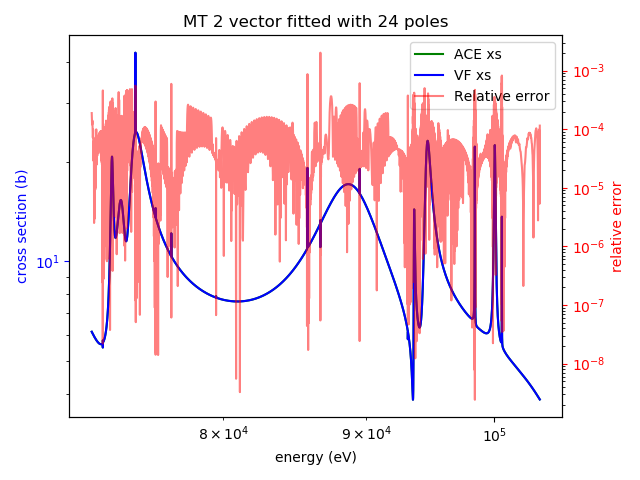 MT 2 vector fitted with 24 poles
ACE xs
VF xs
Relative error
cross section (b)
10¹
relative error
10⁻³
10⁻⁴
10⁻⁵
10⁻⁶
10⁻⁷
10⁻⁸
8 × 10⁴
9 × 10⁴
10⁵
energy (eV)